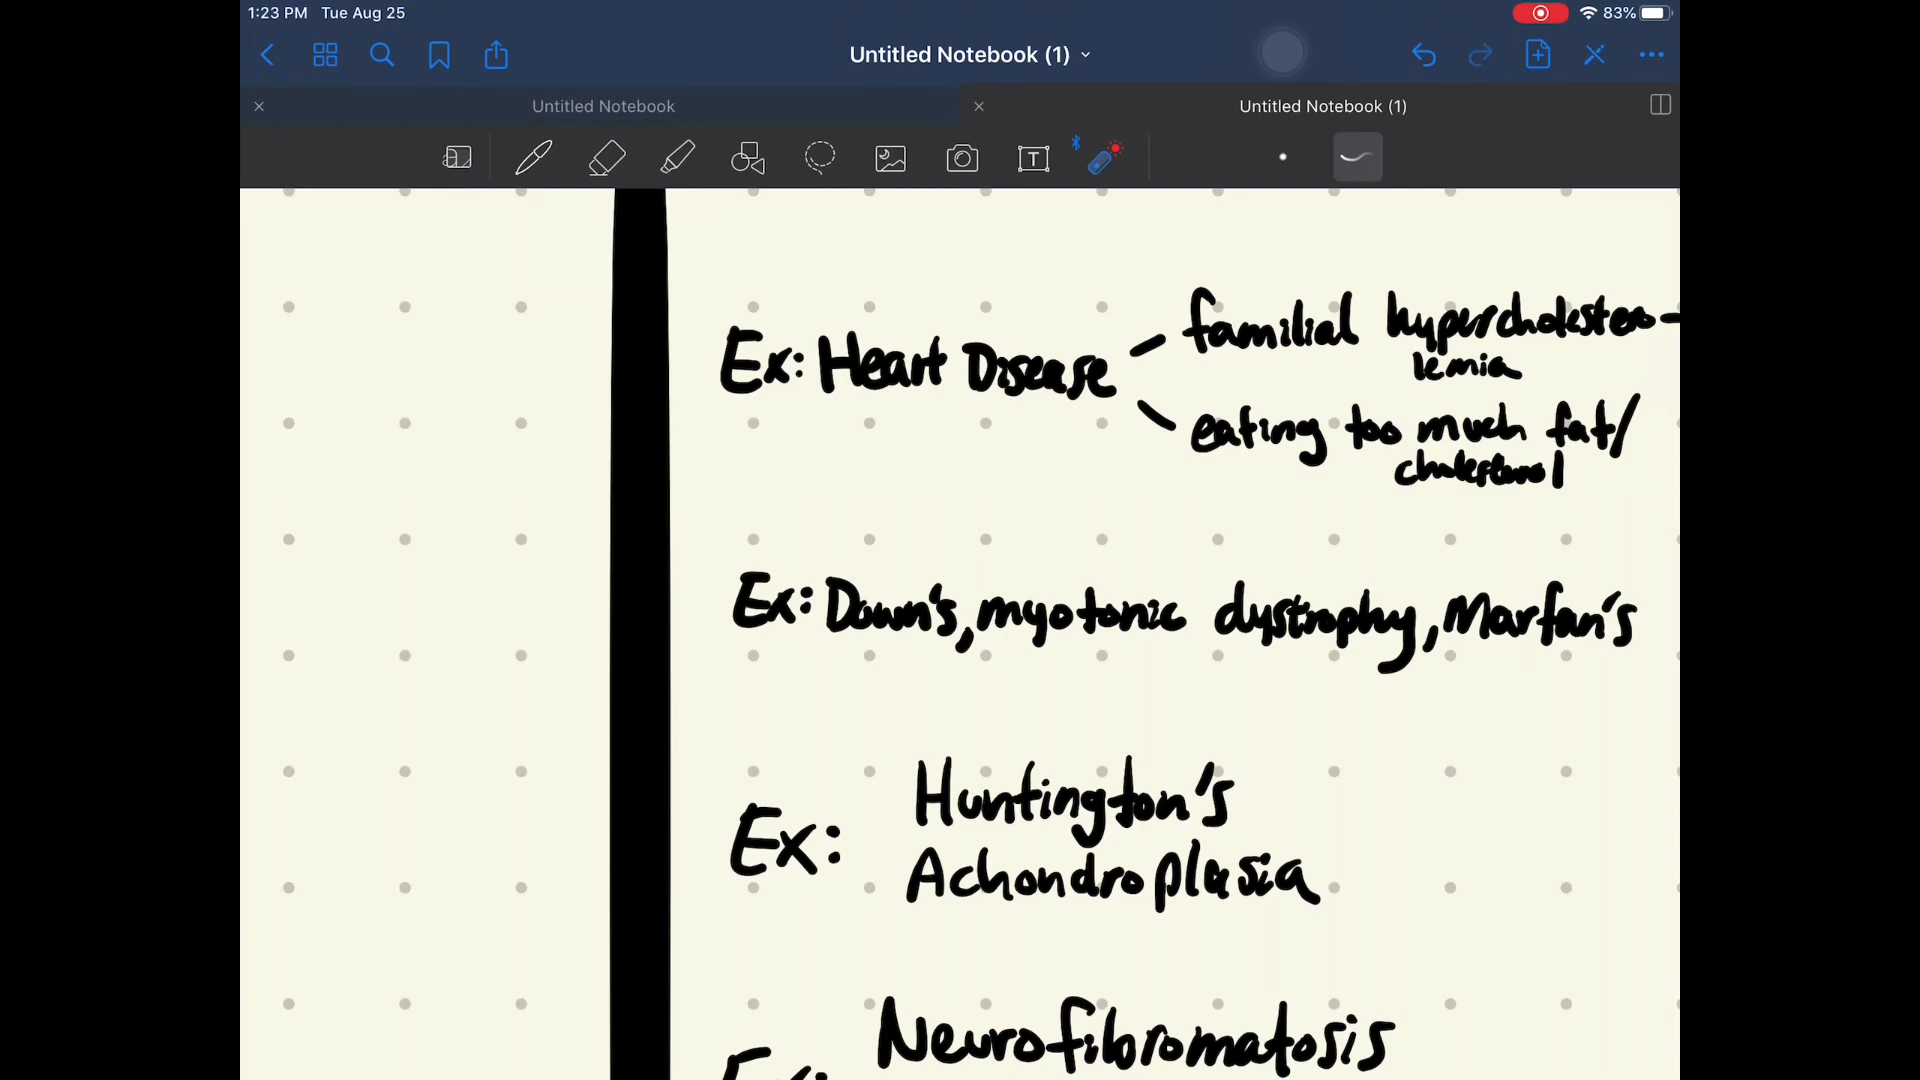 1:23 PM Tue Aug 25
83%
Untitled Notebook (1)
Untitled Notebook
Untitled Notebook (1)
T
familial hypercholestero-
lemia
Ex: Heart Disease
eating too much fat/
cholesterol
Ex: Down's, myotonic dystrophy, Marfan's
Huntington's
Ex:
Achondroplasia
Neurofibromatosis
Ex: